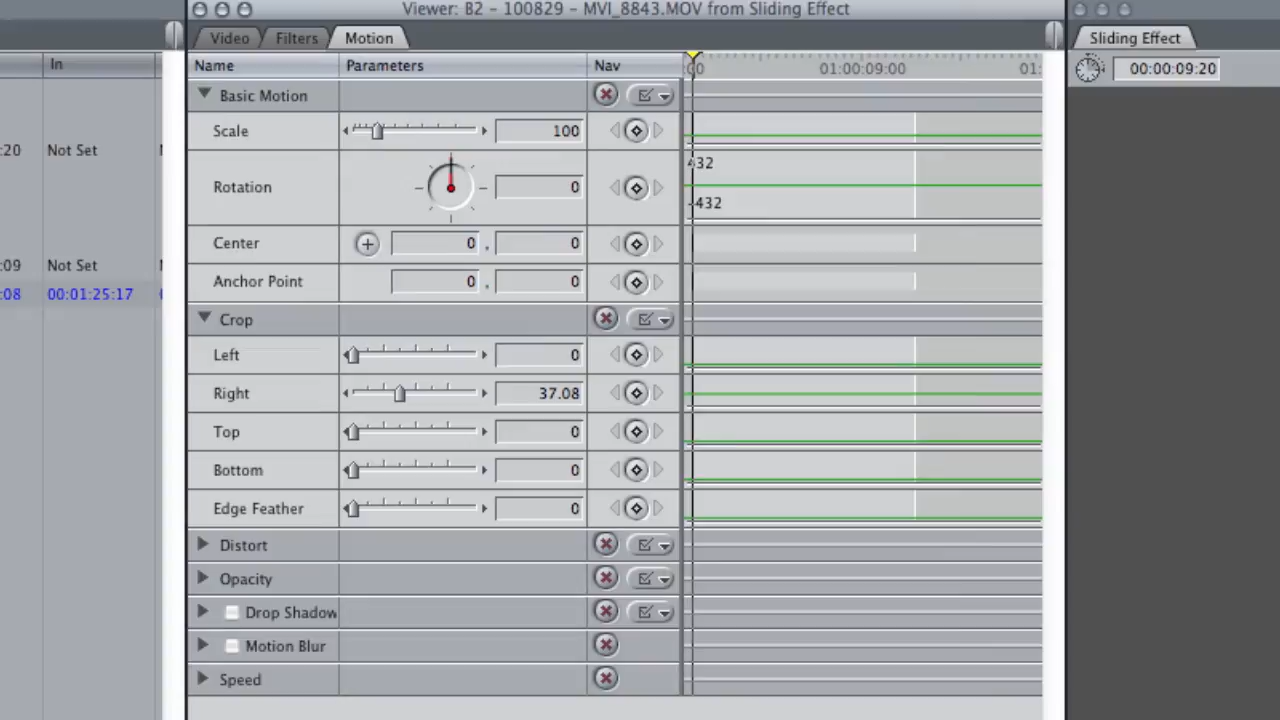 Viewer: B2 - 100829 - MVI_8843.MOV from Sliding Effect
Video Filters Motion Sliding Effect
In
Name Parameters Nav 00 01:00:09:00 01: 00:00:09:20
Basic Motion
Scale 100
:20 Not Set
Rotation 0 432
-432
Center 0 , 0
:09 Not Set
Anchor Point 0 , 0
:08 00:01:25:17
Crop
Left 0
Right 37.08
Top 0
Bottom 0
Edge Feather 0
Distort
Opacity
Drop Shadow
Motion Blur
Speed